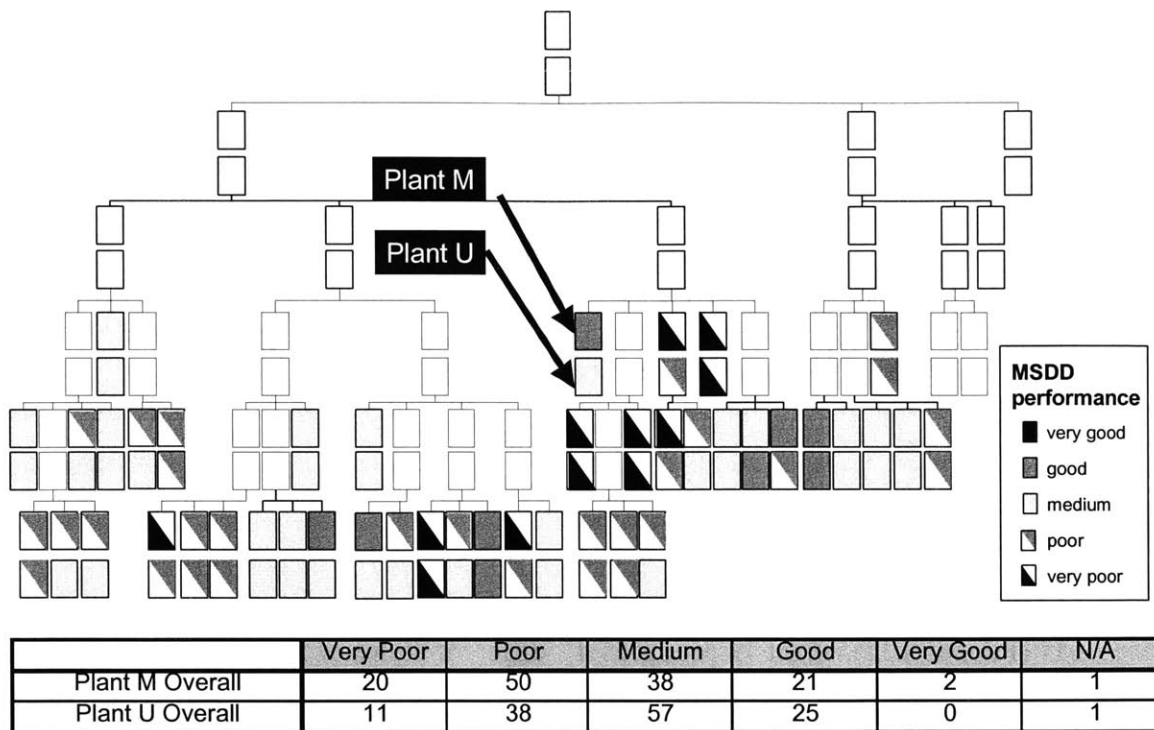 Plant M
Plant U
MSDD
performance
very good
good
medium
poor
very poor
Very Poor Poor Medium Good Very Good N/A
Plant M Overall 20 50 38 21 2 1
Plant U Overall 11 38 57 25 0 1